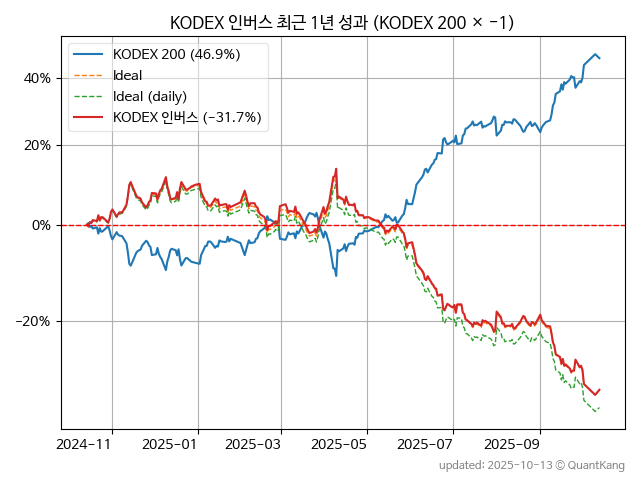 KODEX 인버스 최근 1년 성과 (KODEX 200 × −1)
KODEX 200 (46.9%)
Ideal
Ideal (daily)
KODEX 인버스 (−31.7%)
40%
20%
0%
−20%
2024−11
2025−01
2025−03
2025−05
2025−07
2025−09
updated: 2025−10−13 © QuantKang